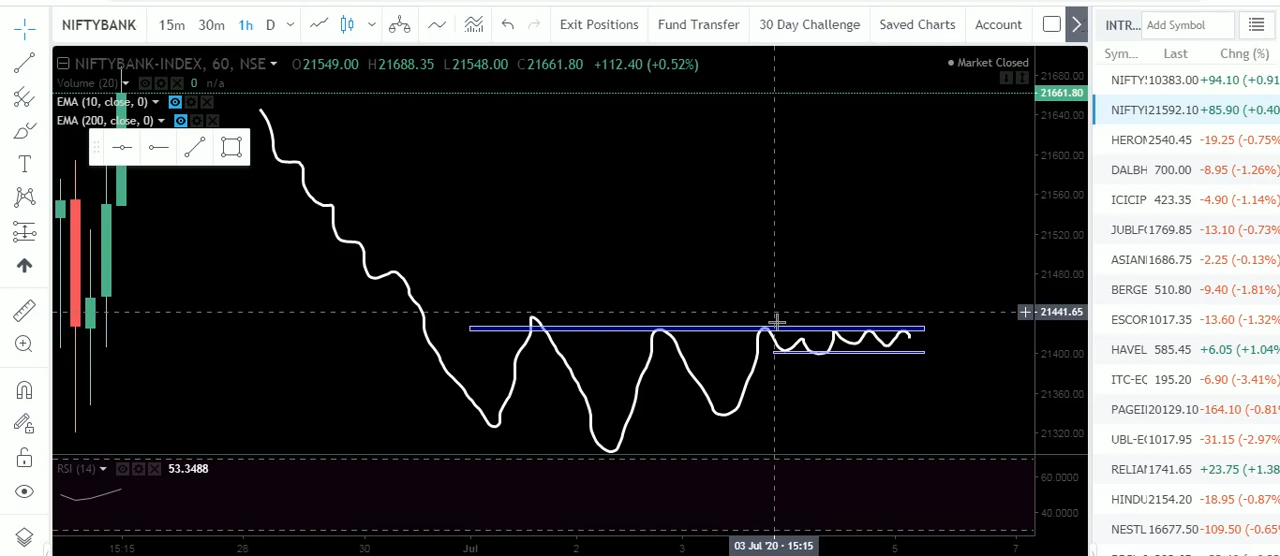 NIFTYBANK 15m 30m 1h D Exit Positions Fund Transfer 30 Day Challenge Saved Charts Account INTR... Add Symbol
Sym... Last Chng (%)
NIFTYBANK-INDEX, 60, NSE O21549.00 H21688.35 L21548.00 C21661.80 +112.40 (+0.52%) Market Closed
Volume (20) 0 n/a
EMA (10, close, 0)
EMA (200, close, 0)
21680.00
21661.80
21640.00
21600.00
21560.00
21520.00
21480.00
21441.65
21400.00
21360.00
21320.00
RSI (14) 53.3488
60.0000
40.0000
15:15 28 30 Jul 2 3 03 Jul '20 - 15:15 5 7
NIFTY! 10383.00 +94.10 (+0.91
NIFTYI 21592.10 +85.90 (+0.40
HERON 2540.45 -19.25 (-0.75%)
DALBH 700.00 -8.95 (-1.26%)
ICICIP 423.35 -4.90 (-1.14%)
JUBLF 1769.85 -13.10 (-0.73%)
ASIAN 1686.75 -2.25 (-0.13%)
BERGE 510.80 -9.40 (-1.81%)
ESCOR 1017.35 -13.60 (-1.32%)
HAVEL 585.45 +6.05 (+1.04%
ITC-EC 195.20 -6.90 (-3.41%)
PAGEI 20129.10 -164.10 (-0.81%
UBL-E 1017.95 -31.15 (-2.97%
RELIA 1741.65 +23.75 (+1.38
HINDU 2154.20 -18.95 (-0.87%
NESTL 16677.50 -109.50 (-0.65